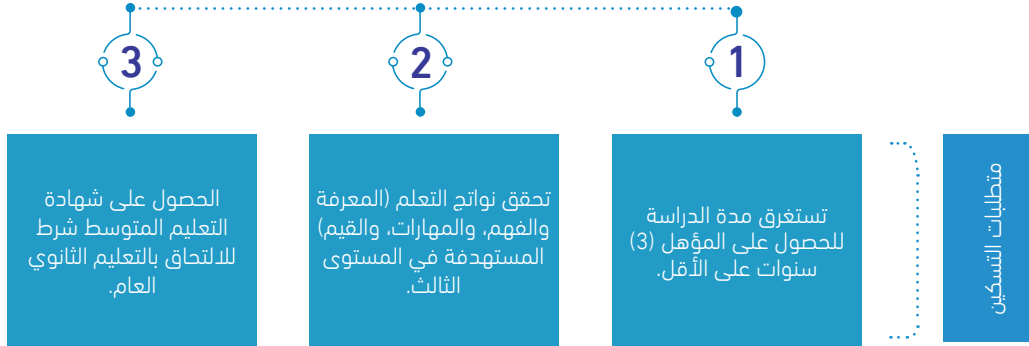 متطلبات التسكين
1
تستغرق مدة الدراسة
للحصول على المؤهل (3)
سنوات على الأقل.
2
تحقق نواتج التعلم (المعرفة
والفهم، والمهارات، والقيم)
المستهدفة في المستوى
الثالث.
3
الحصول على شهادة
التعليم المتوسط شرط
للالتحاق بالتعليم الثانوي
العام.